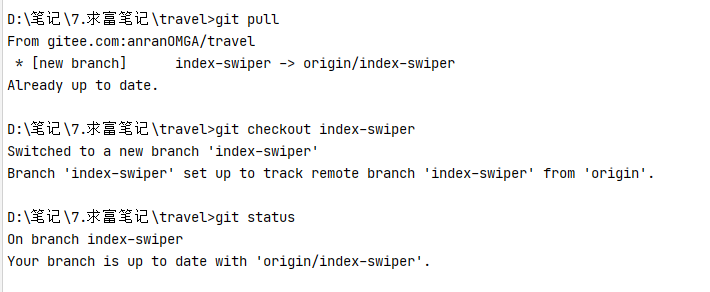 D:\笔记\7.求富笔记\travel>git pull
From gitee.com:anranOMGA/travel
 * [new branch]      index-swiper -> origin/index-swiper
Already up to date.
D:\笔记\7.求富笔记\travel>git checkout index-swiper
Switched to a new branch 'index-swiper'
Branch 'index-swiper' set up to track remote branch 'index-swiper' from 'origin'.
D:\笔记\7.求富笔记\travel>git status
On branch index-swiper
Your branch is up to date with 'origin/index-swiper'.